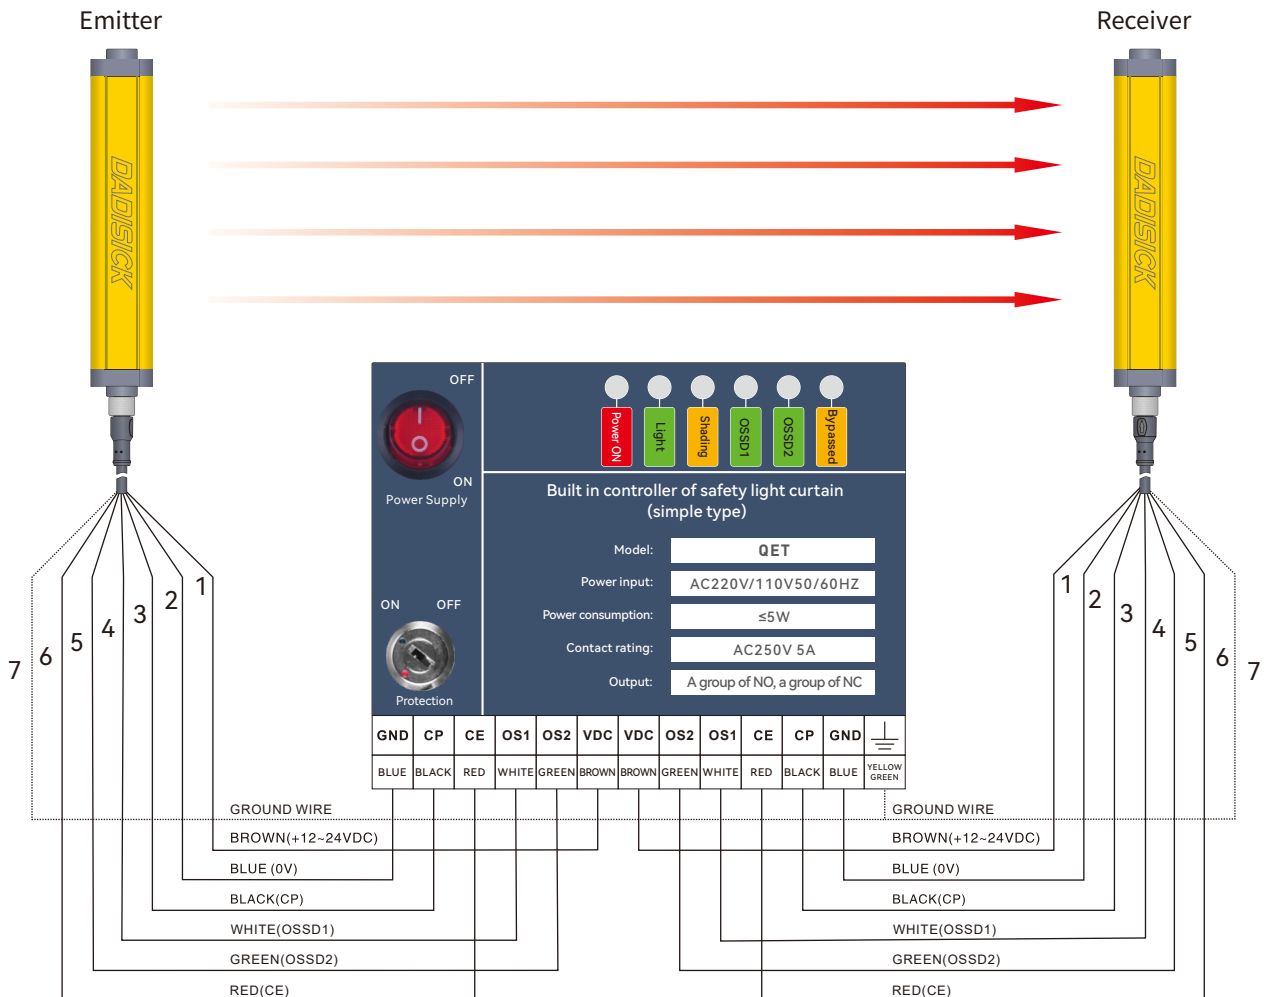 Emitter
Receiver
DADISICK
DADISICK
OFF
ON
Power Supply
Power ON
Light
Shading
OSSD1
OSSD2
Bypassed
Built in controller of safety light curtain
(simple type)
Model: QET
Power input: AC220V/110V50/60HZ
Power consumption: ≤5W
Contact rating: AC250V 5A
Output: A group of NO, a group of NC
ON OFF
Protection
GND CP CE OS1 OS2 VDC VDC OS2 OS1 CE CP GND
BLUE BLACK RED WHITE GREEN BROWN BROWN GREEN WHITE RED BLACK BLUE YELLOW GREEN
7 6 5 4 3 2 1
1 2 3 4 5 6 7
GROUND WIRE
BROWN(+12~24VDC)
BLUE (0V)
BLACK(CP)
WHITE(OSSD1)
GREEN(OSSD2)
RED(CE)
GROUND WIRE
BROWN(+12~24VDC)
BLUE (0V)
BLACK(CP)
WHITE(OSSD1)
GREEN(OSSD2)
RED(CE)